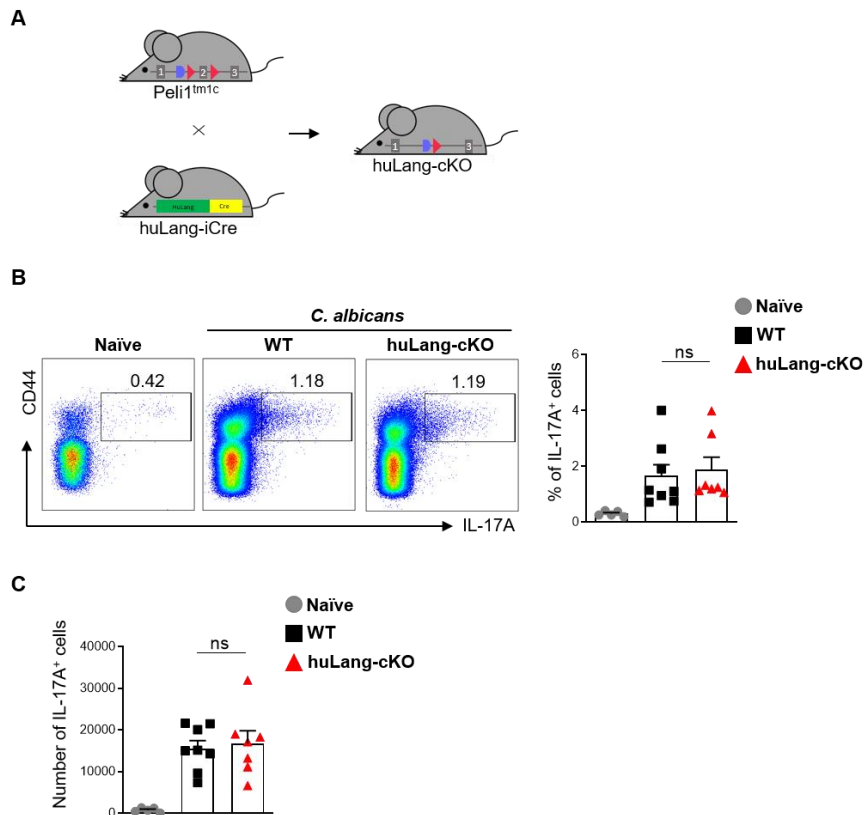 A
1 2 3
Peli1tm1c
×
HuLang Cre
huLang-iCre
1 3
huLang-cKO
B
C. albicans
Naïve WT huLang-cKO
CD44
0.42 1.18 1.19
IL-17A
Naïve
WT
huLang-cKO
% of IL-17A+ cells
6
4
2
0
ns
C
Naïve
WT
huLang-cKO
Number of IL-17A+ cells
40000
30000
20000
10000
0
ns